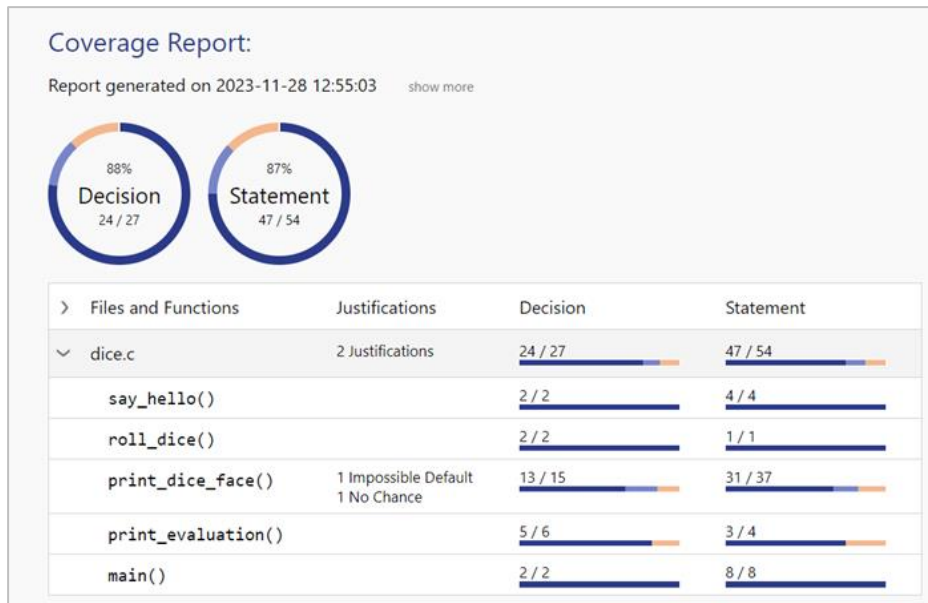 Coverage Report:
Report generated on 2023-11-28 12:55:03 show more
88%
Decision
24 / 27
87%
Statement
47 / 54
Files and Functions Justifications Decision Statement
dice.c 2 Justifications 24 / 27 47 / 54
say_hello() 2 / 2 4 / 4
roll_dice() 2 / 2 1 / 1
print_dice_face() 1 Impossible Default 13 / 15 31 / 37
1 No Chance
print_evaluation() 5 / 6 3 / 4
main() 2 / 2 8 / 8